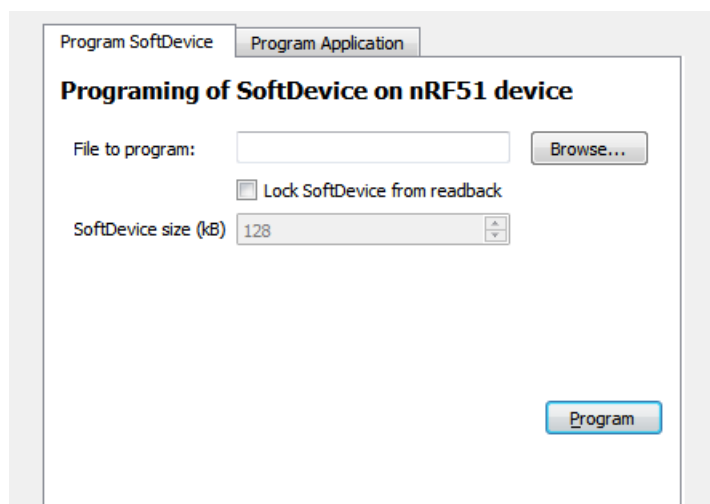 Program SoftDevice Program Application
Programing of SoftDevice on nRF51 device
File to program: Browse...
Lock SoftDevice from readback
SoftDevice size (kB) 128
Program